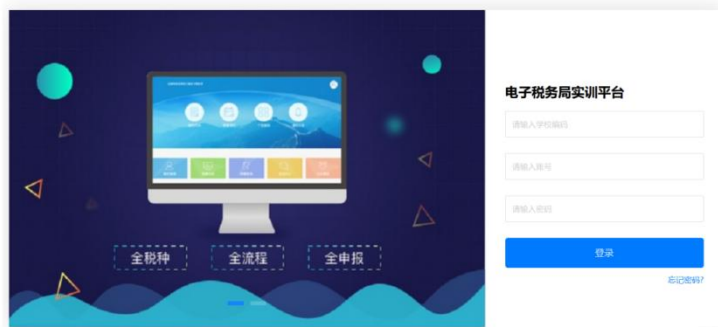 全税种
全流程
全申报
电子税务局实训平台
请输入学校编码
请输入账号
请输入密码
登录
忘记密码?